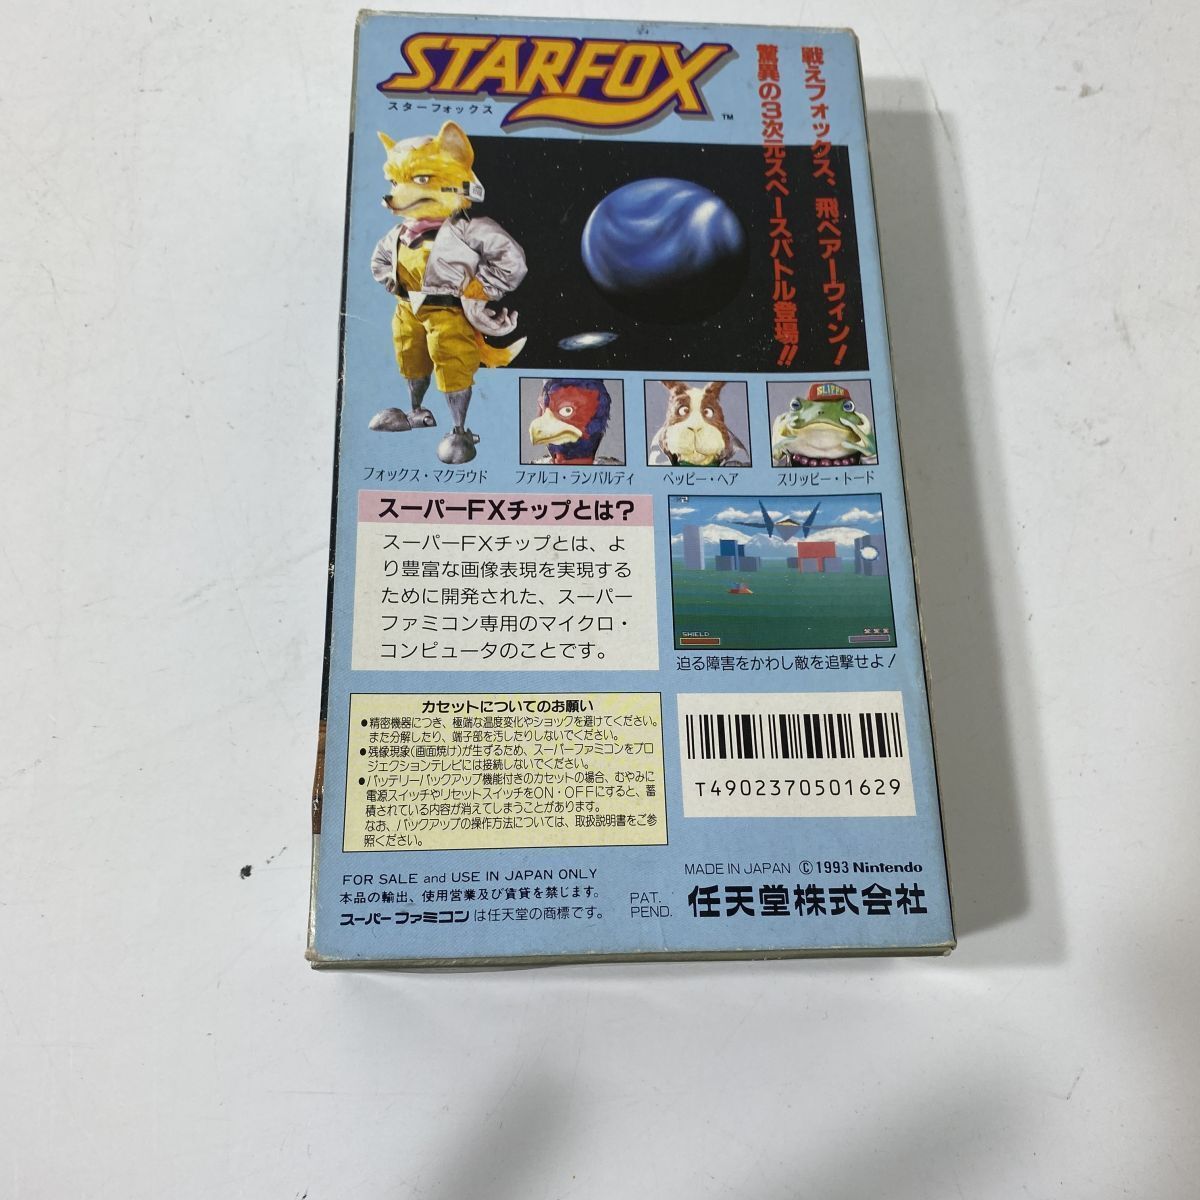 STARFOX
TM
スターフォックス
戦えフォックス、飛べアーウィン!
驚異の3次元スペースバトル登場!!
SLIPPY
フォックス・マクラウド
ファルコ・ランバルディ
ペッピー・ヘア
スリッピー・トード
スーパーFXチップとは?
スーパーFXチップとは、よ
り豊富な画像表現を実現する
ために開発された、スーパー
ファミコン専用のマイクロ・
コンピュータのことです。
SHIELD
迫る障害をかわし敵を追撃せよ!
カセットについてのお願い
●精密機器につき、極端な温度変化やショックを避けてください。
また分解したり、端子部を汚したりしないでください。
●残像現象(画面焼け)が生ずるため、スーパーファミコンをプロ
ジェクションテレビには接続しないでください。
●バッテリーバックアップ機能付きのカセットの場合、むやみに
電源スイッチやリセットスイッチをON・OFFにすると、蓄
積されている内容が消えてしまうことがあります。
なお、バックアップの操作方法については、取扱説明書をご参
照ください。
T4902370501629
FOR SALE and USE IN JAPAN ONLY
本品の輸出、使用営業及び賃貸を禁じます。
スーパーファミコンは任天堂の商標です。
PAT.
PEND.
MADE IN JAPAN ©1993 Nintendo
任天堂株式会社